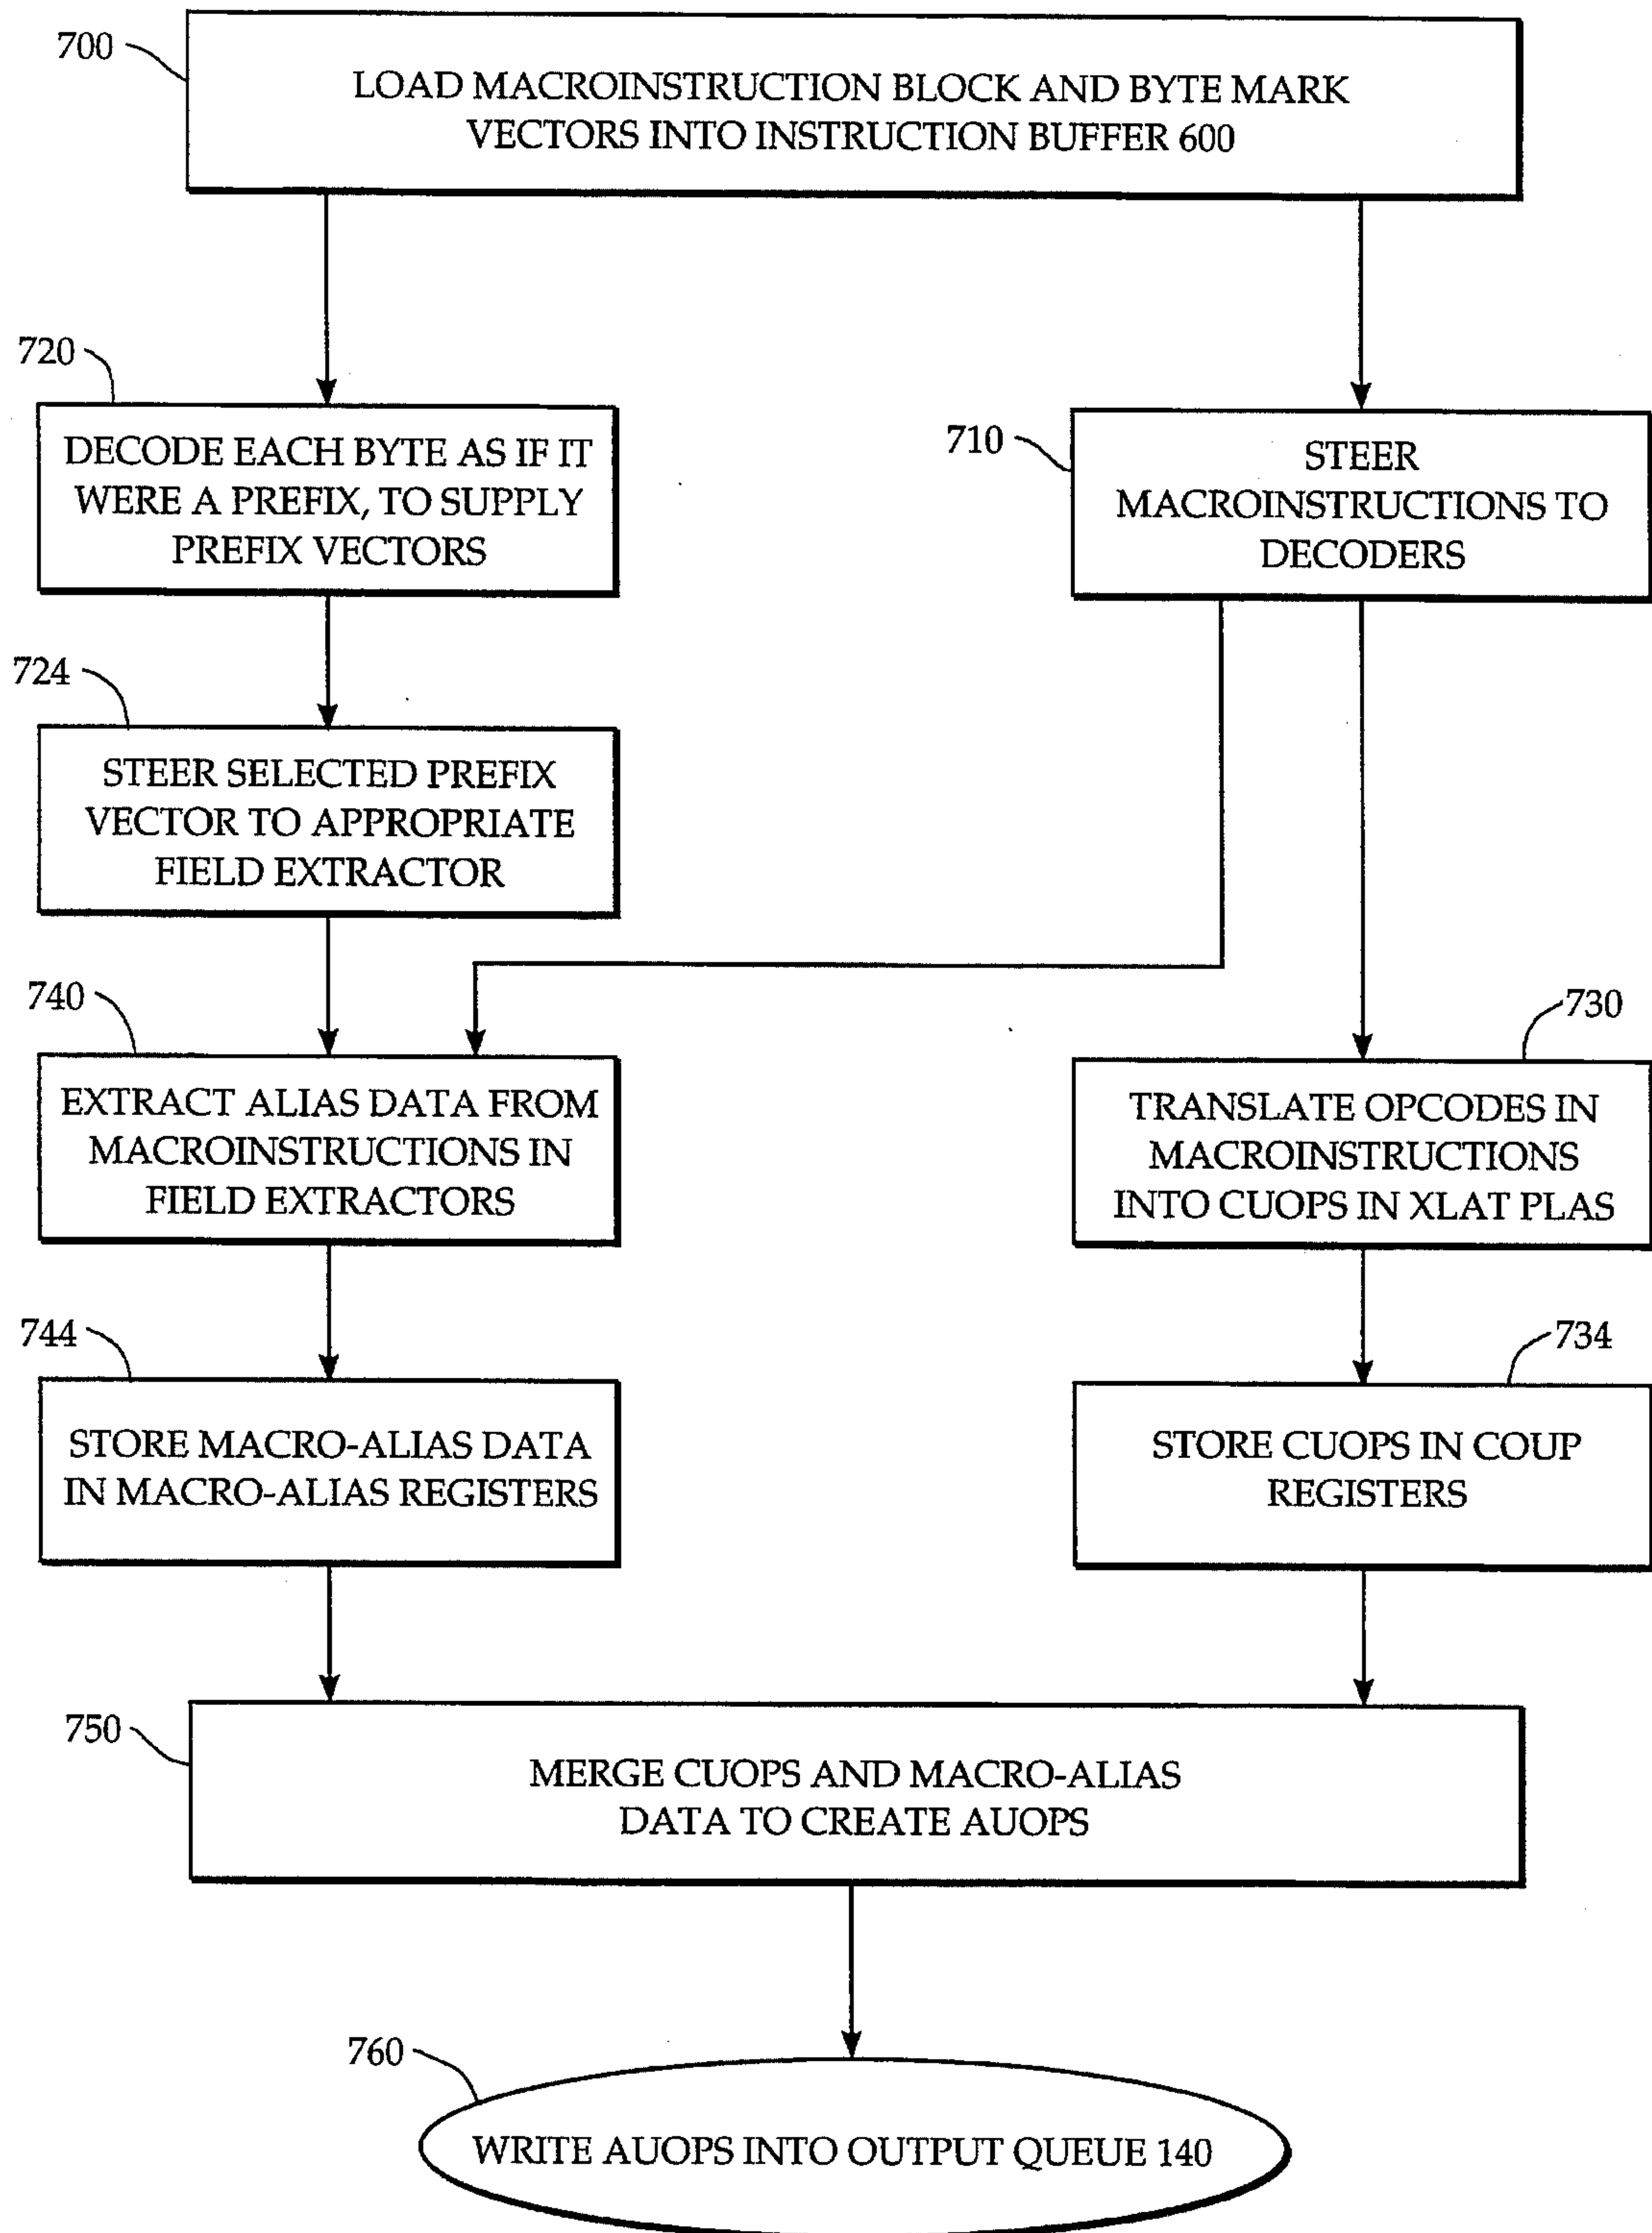 700
LOAD MACROINSTRUCTION BLOCK AND BYTE MARK
VECTORS INTO INSTRUCTION BUFFER 600
720
DECODE EACH BYTE AS IF IT
WERE A PREFIX, TO SUPPLY
PREFIX VECTORS
710
STEER
MACROINSTRUCTIONS TO
DECODERS
724
STEER SELECTED PREFIX
VECTOR TO APPROPRIATE
FIELD EXTRACTOR
740
EXTRACT ALIAS DATA FROM
MACROINSTRUCTIONS IN
FIELD EXTRACTORS
730
TRANSLATE OPCODES IN
MACROINSTRUCTIONS
INTO CUOPS IN XLAT PLAS
744
STORE MACRO-ALIAS DATA
IN MACRO-ALIAS REGISTERS
734
STORE CUOPS IN COUP
REGISTERS
750
MERGE CUOPS AND MACRO-ALIAS
DATA TO CREATE AUOPS
760
WRITE AUOPS INTO OUTPUT QUEUE 140